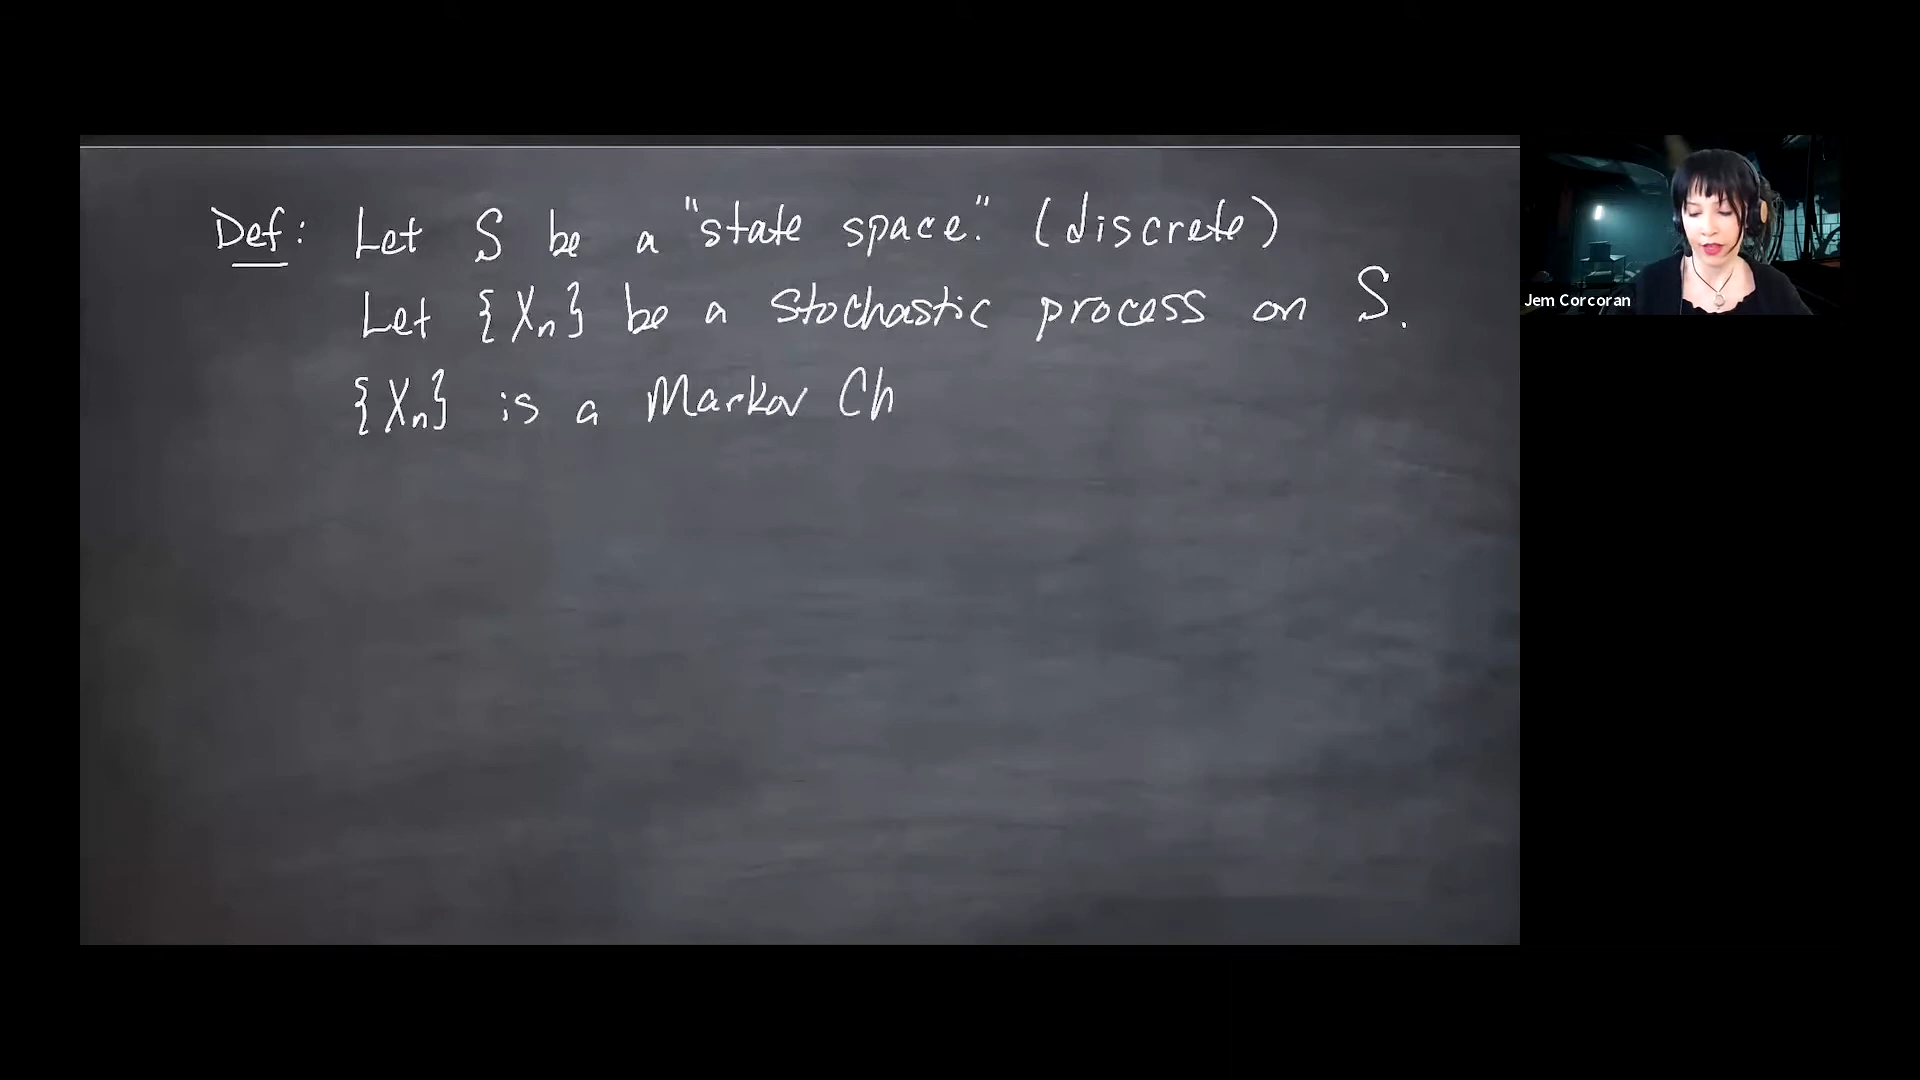 Def: Let S be a "state space." (discrete)
Let {Xn} be a stochastic process on S.
{Xn} is a Markov Ch
Jem Corcoran